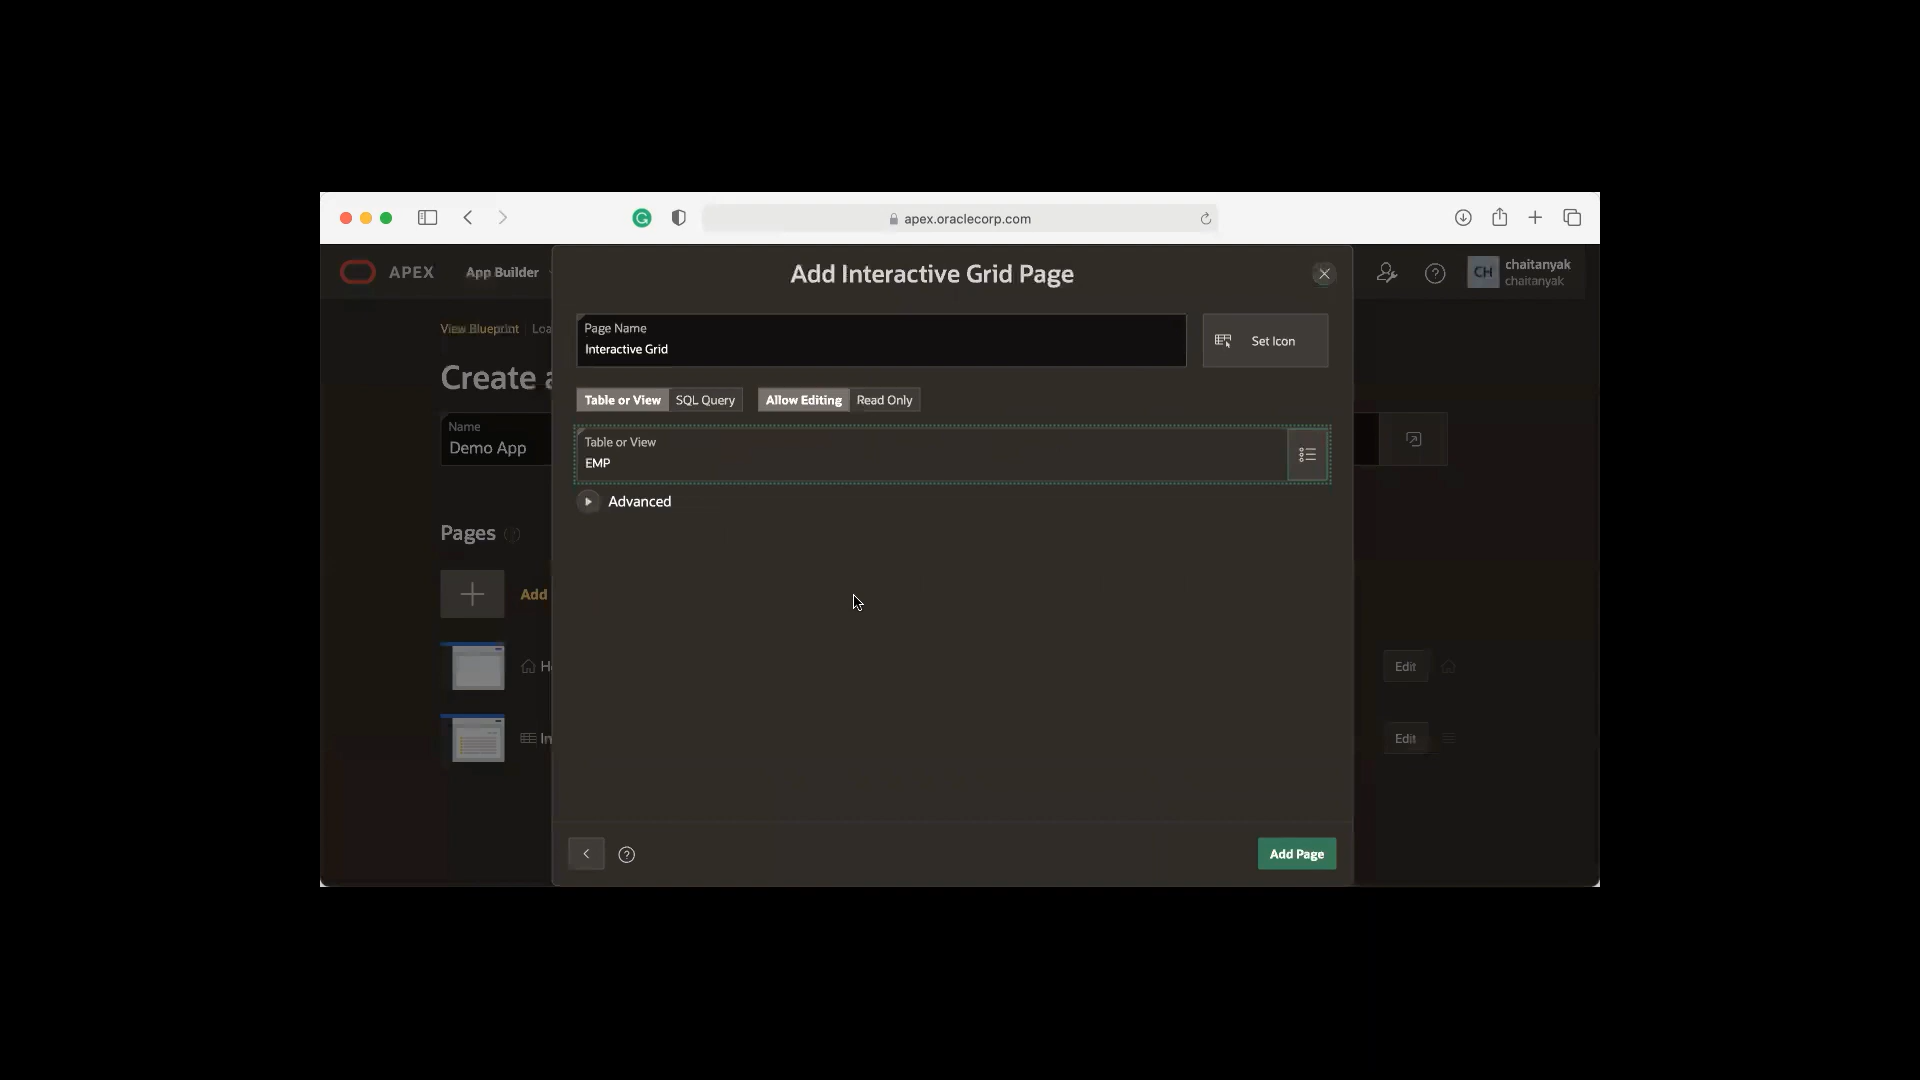 apex.oraclecorp.com
APEX
App Builder
CH
chaitanyak
chaitanyak
View Blueprint
Create
Name
Demo App
Pages
Add
Edit
Edit
Add Interactive Grid Page
Page Name
Interactive Grid
Set Icon
Table or View SQL Query Allow Editing Read Only
Table or View
EMP
Advanced
Add Page